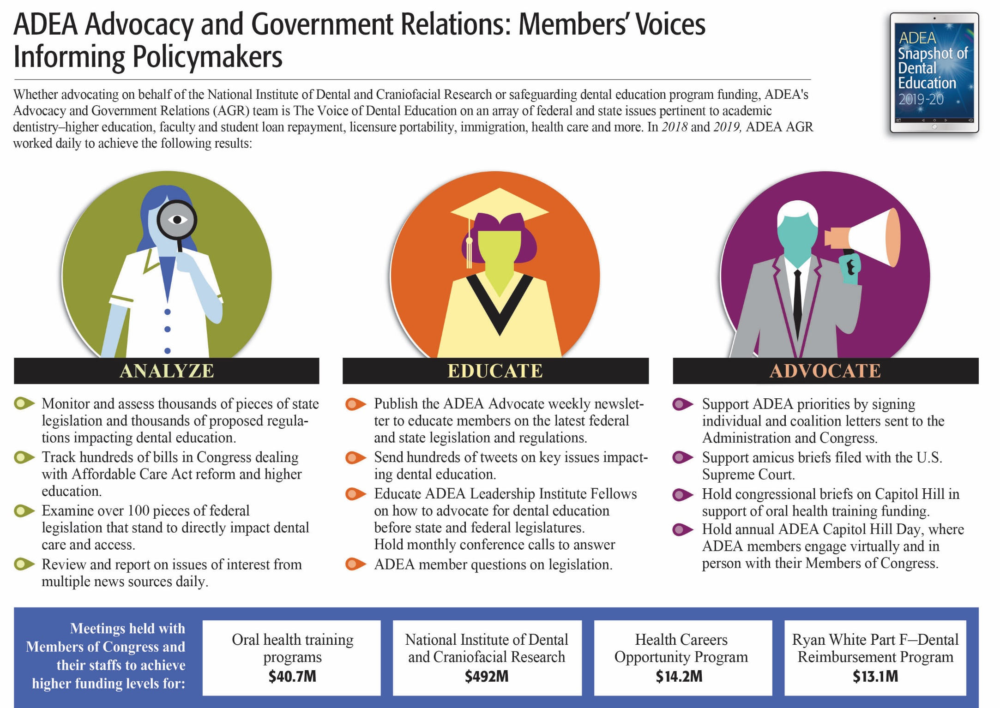 ADEA Advocacy and Government Relations: Members’ Voices
Informing Policymakers
ADEA
Snapshot of
Dental
Education
2019-20
Whether advocating on behalf of the National Institute of Dental and Craniofacial Research or safeguarding dental education program funding, ADEA's
Advocacy and Government Relations (AGR) team is The Voice of Dental Education on an array of federal and state issues pertinent to academic
dentistry–higher education, faculty and student loan repayment, licensure portability, immigration, health care and more. In 2018 and 2019, ADEA AGR
worked daily to achieve the following results:
ANALYZE
Monitor and assess thousands of pieces of state
legislation and thousands of proposed regula-
tions impacting dental education.
Track hundreds of bills in Congress dealing
with Affordable Care Act reform and higher
education.
Examine over 100 pieces of federal
legislation that stand to directly impact dental
care and access.
Review and report on issues of interest from
multiple news sources daily.
EDUCATE
Publish the ADEA Advocate weekly newslet-
ter to educate members on the latest federal
and state legislation and regulations.
Send hundreds of tweets on key issues impact-
ing dental education.
Educate ADEA Leadership Institute Fellows
on how to advocate for dental education
before state and federal legislatures.
Hold monthly conference calls to answer
ADEA member questions on legislation.
ADVOCATE
Support ADEA priorities by signing
individual and coalition letters sent to the
Administration and Congress.
Support amicus briefs filed with the U.S.
Supreme Court.
Hold congressional briefs on Capitol Hill in
support of oral health training funding.
Hold annual ADEA Capitol Hill Day, where
ADEA members engage virtually and in
person with their Members of Congress.
Meetings held with
Members of Congress and
their staffs to achieve
higher funding levels for:
Oral health training
programs
$40.7M
National Institute of Dental
and Craniofacial Research
$492M
Health Careers
Opportunity Program
$14.2M
Ryan White Part F–Dental
Reimbursement Program
$13.1M